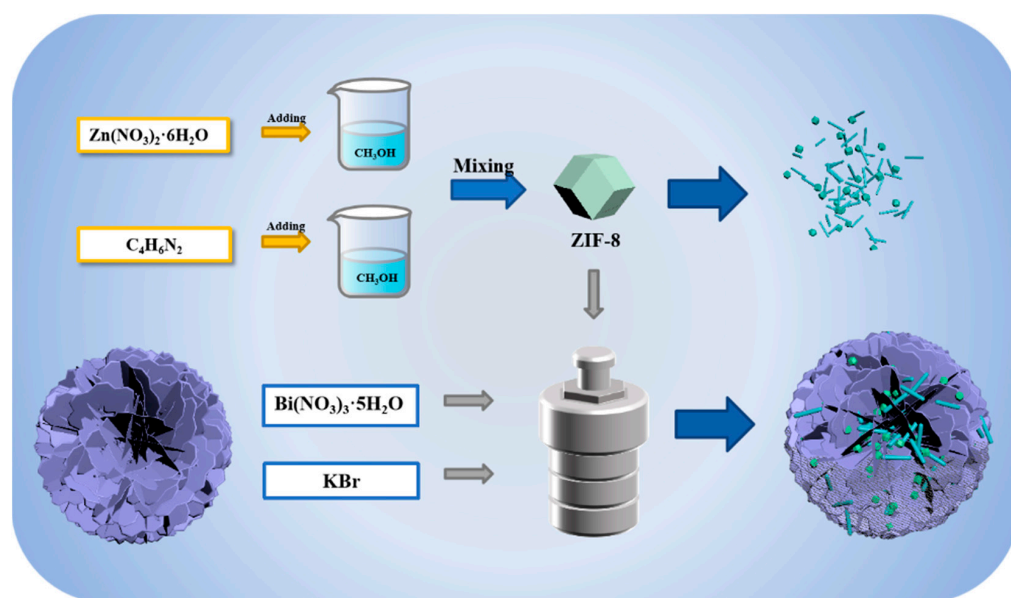 Zn(NO₃)₂·6H₂O
Adding
CH₃OH
Mixing
ZIF-8
C₄H₆N₂
Adding
CH₃OH
Bi(NO₃)₃·5H₂O
KBr